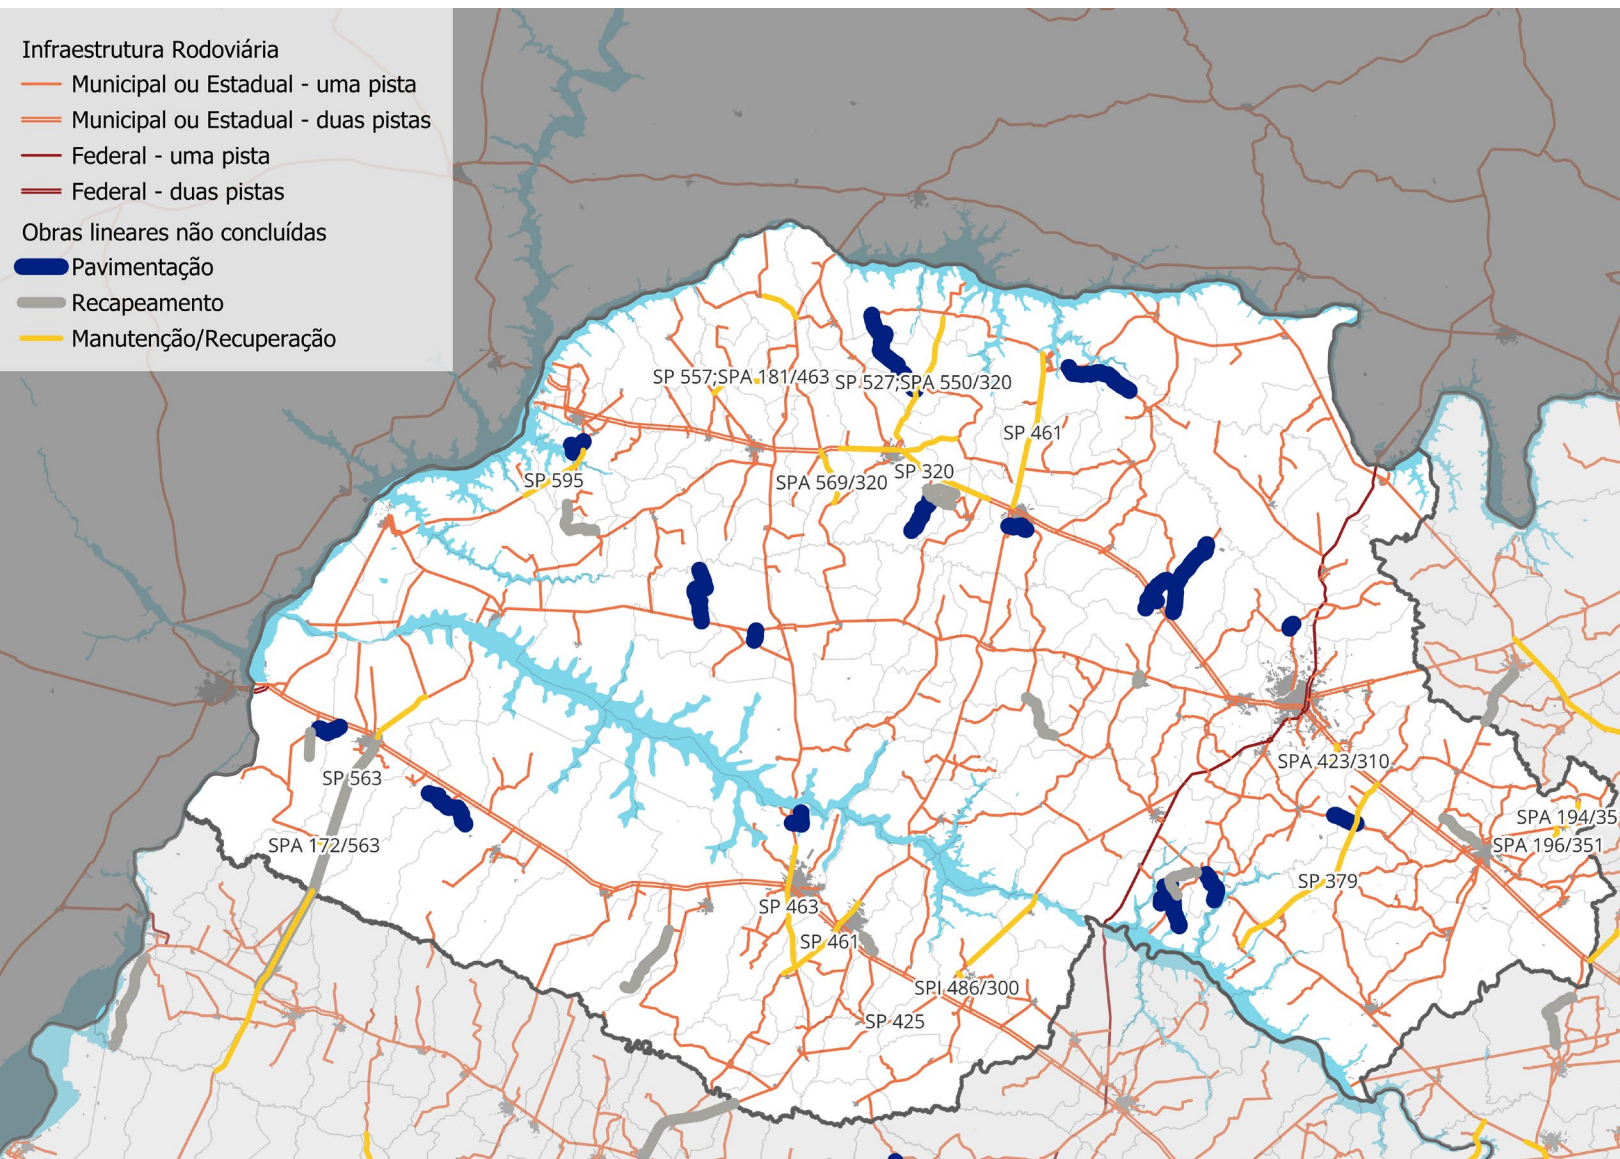 Infraestrutura Rodoviária
Municipal ou Estadual - uma pista
Municipal ou Estadual - duas pistas
Federal - uma pista
Federal - duas pistas
Obras lineares não concluídas
Pavimentação
Recapeamento
Manutenção/Recuperação
SP 557;SPA 181/463
SP 527;SPA 550/320
SP 461
SP 320
SP 595
SPA 569/320
SPA 423/310
SP 563
SPA 194/35
SPA 172/563
SPA 196/351
SP 379
SP 463
SP 461
SPI 486/300
SP 425